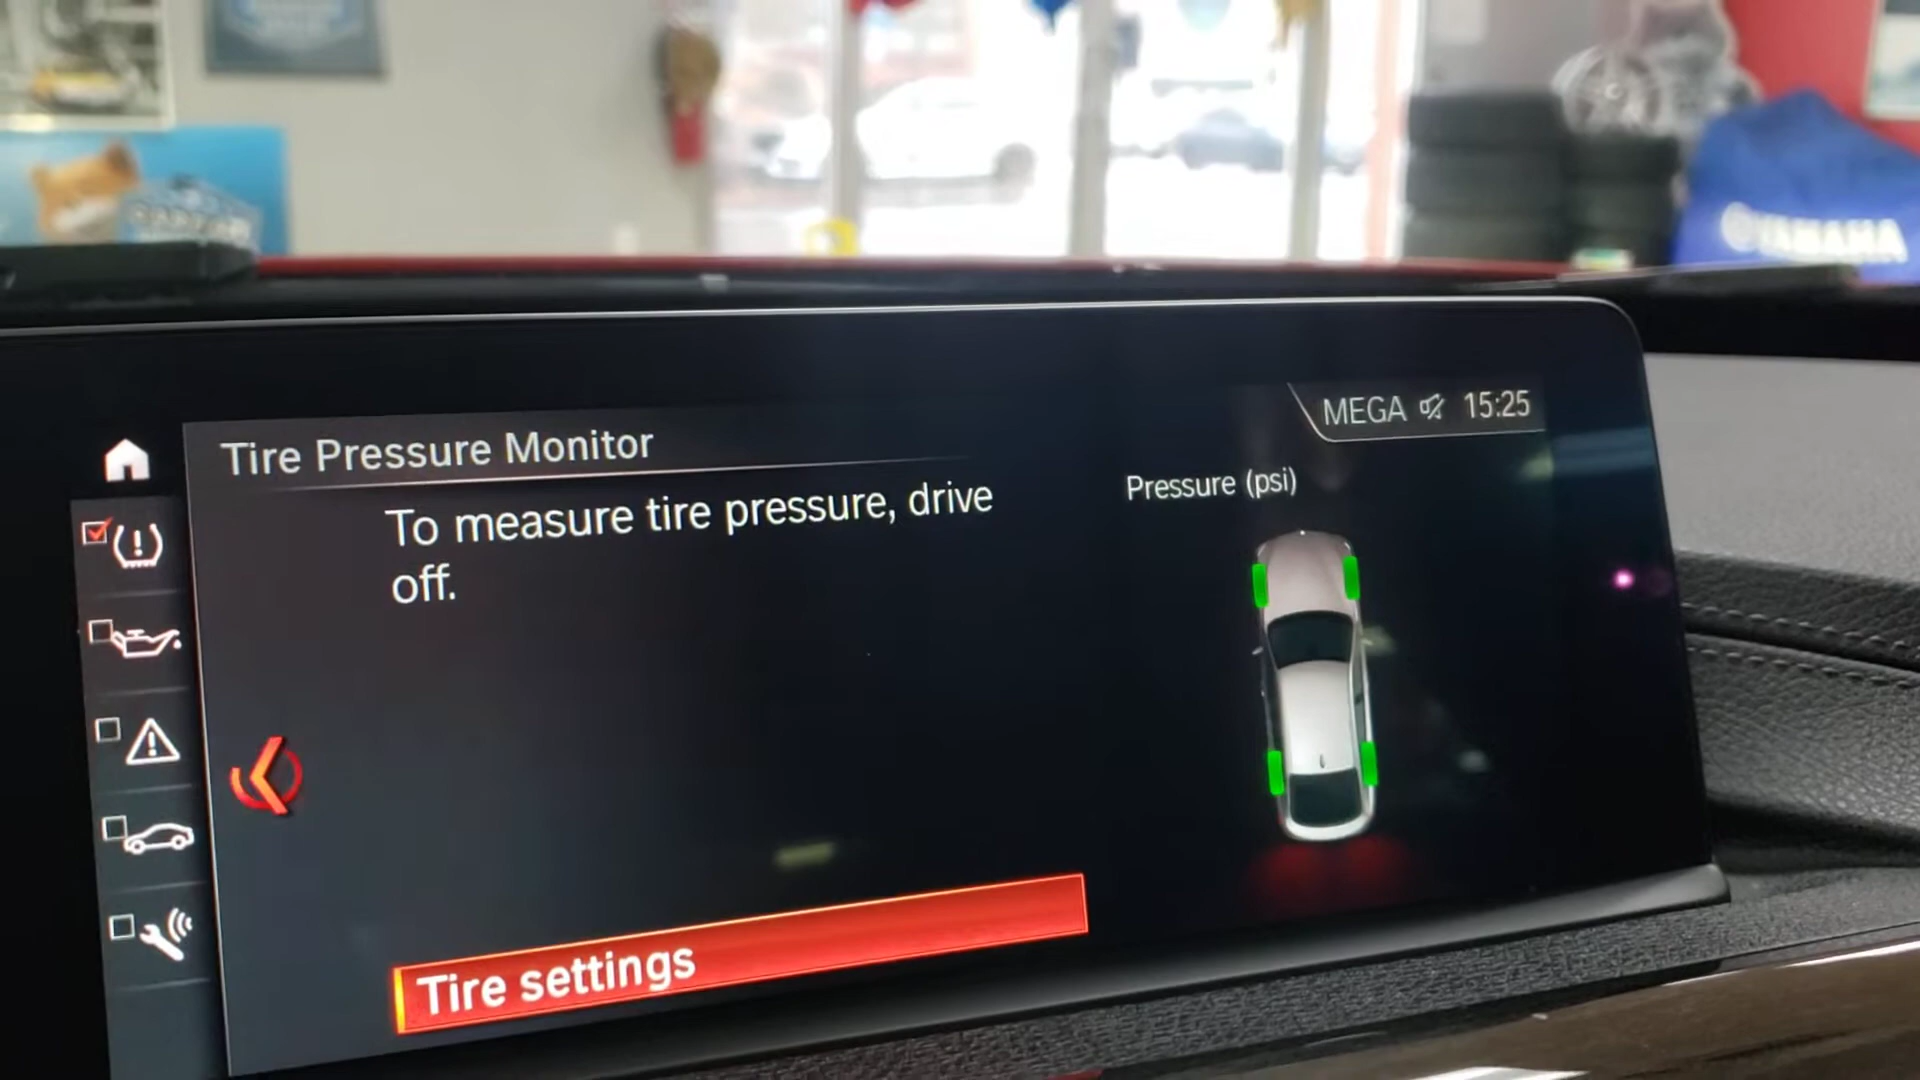 YAMAHA
MEGA 15:25
Tire Pressure Monitor
To measure tire pressure, drive
off.
Pressure (psi)
Tire settings